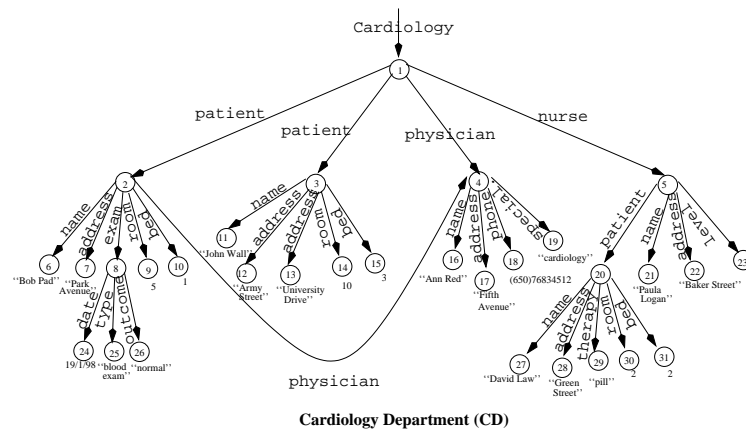 Cardiology
1
patient
patient
physician
nurse
2
3
4
5
name
address
exam
room
bed
name
address
address
room
bed
name
address
phone
special.
patient
name
address
level
6
7
8
9
10
11
12
13
14
15
16
17
18
19
20
21
22
23
‘‘Bob Pad’’
‘‘Park
Avenue’’
5
1
‘‘John Wall’’
‘‘Army
Street’’
‘‘University
Drive’’
10
3
‘‘Ann Red’’
‘‘Fifth
Avenue’’
(650)76834512
‘‘cardiology’’
‘‘Paula
Logan’’
‘‘Baker Street’’
date
type
outcome
name
address
therapy
room
bed
24
25
26
19/1/98
‘‘blood
exam’’
‘‘normal’’
physician
27
28
29
30
31
‘‘David Law’’
‘‘Green
Street’’
‘‘pill’’
2
2
Cardiology Department (CD)